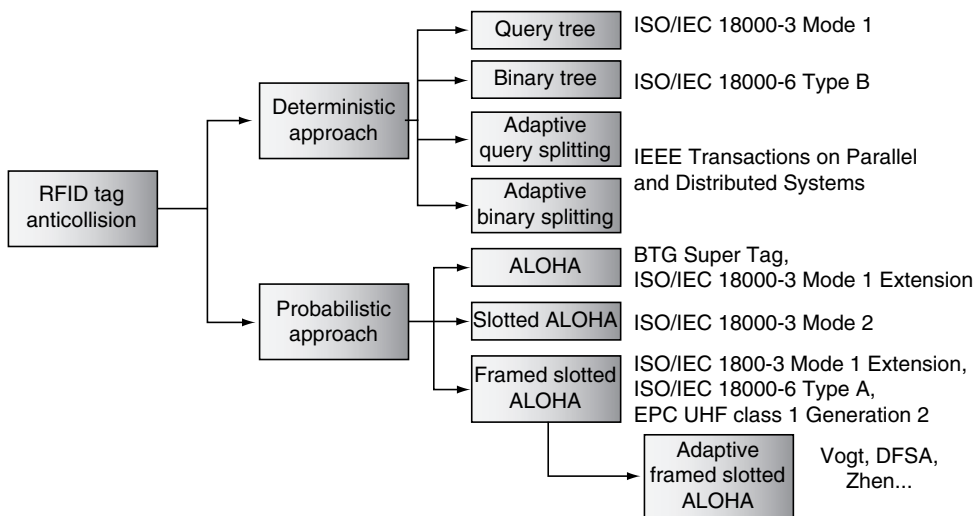 RFID tag
anticollision
Deterministic
approach
Query tree
ISO/IEC 18000-3 Mode 1
Binary tree
ISO/IEC 18000-6 Type B
Adaptive
query splitting
Adaptive
binary splitting
IEEE Transactions on Parallel
and Distributed Systems
Probabilistic
approach
ALOHA
BTG Super Tag,
ISO/IEC 18000-3 Mode 1 Extension
Slotted ALOHA
ISO/IEC 18000-3 Mode 2
Framed slotted
ALOHA
ISO/IEC 1800-3 Mode 1 Extension,
ISO/IEC 18000-6 Type A,
EPC UHF class 1 Generation 2
Adaptive
framed slotted
ALOHA
Vogt, DFSA,
Zhen...